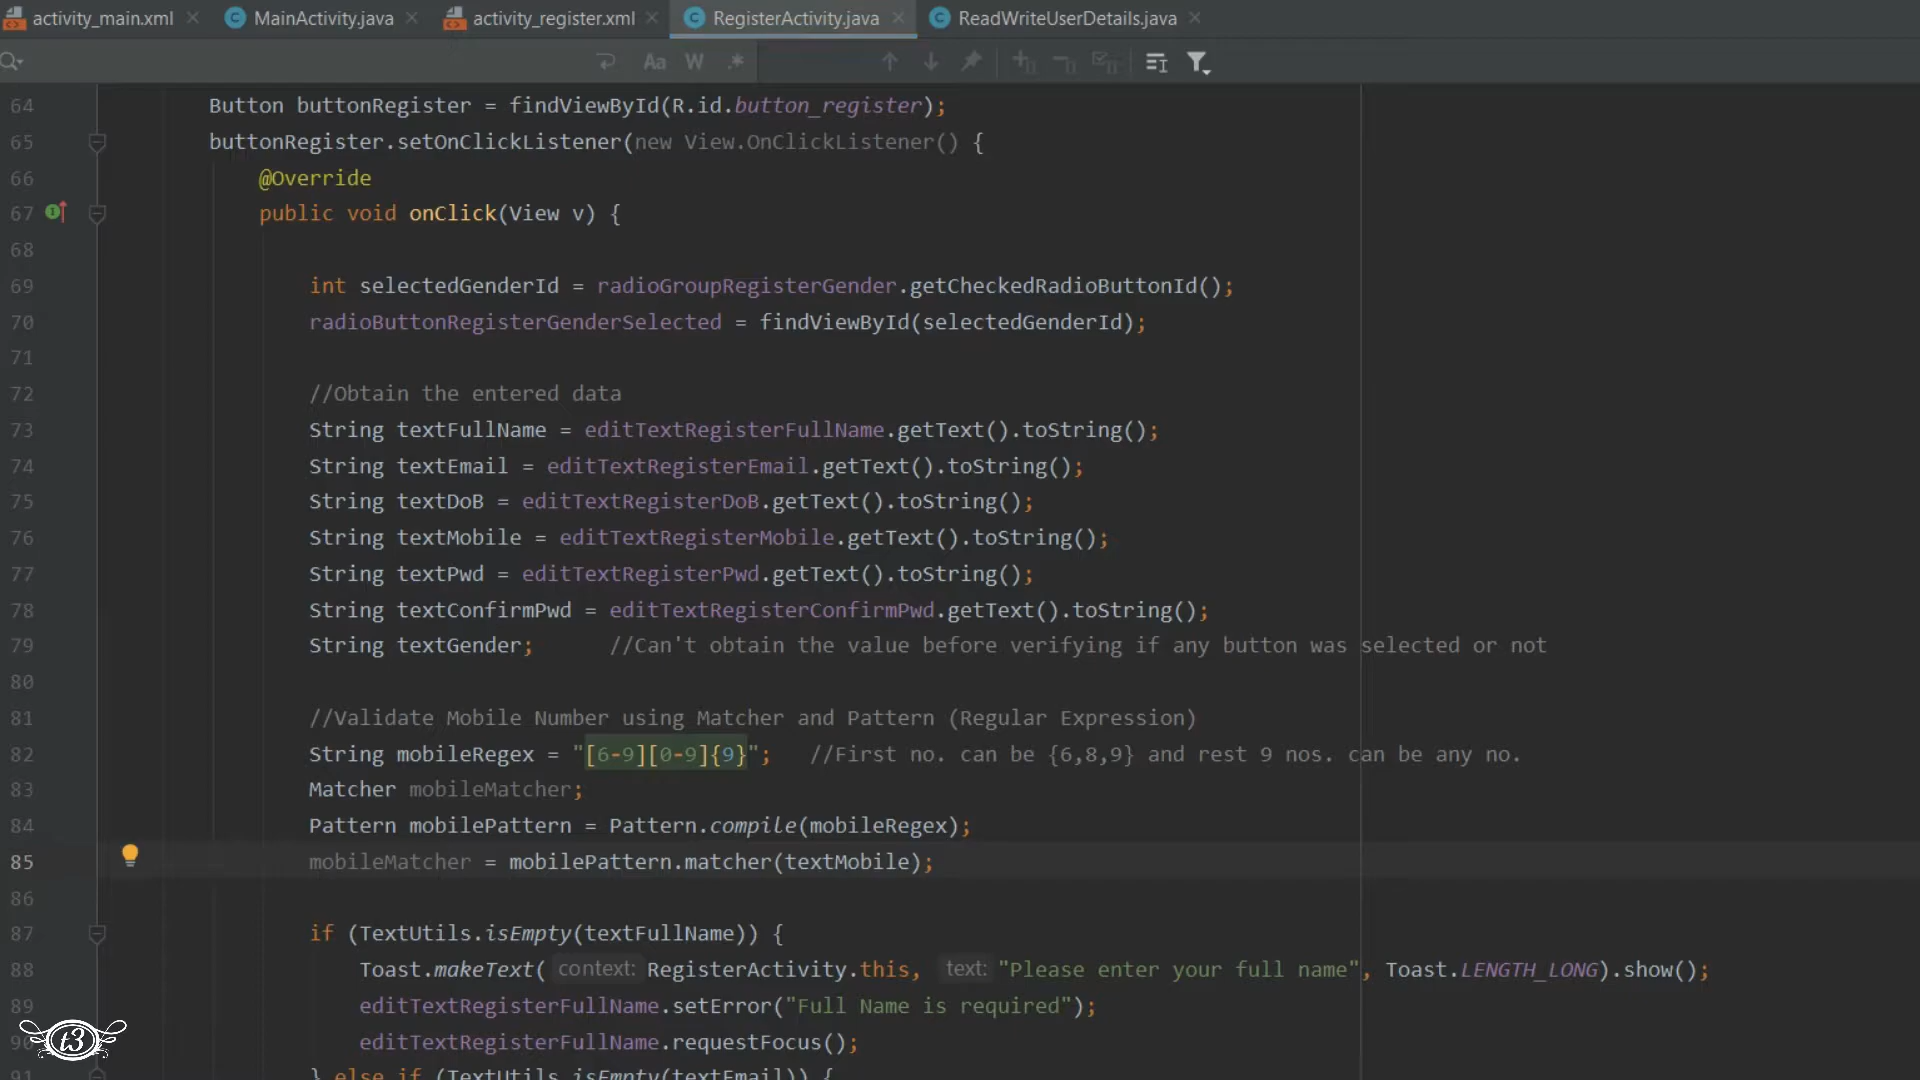 activity_main.xml MainActivity.java activity_register.xml RegisterActivity.java ReadWriteUserDetails.java
Aa W .*
64 Button buttonRegister = findViewById(R.id.button_register);
65 buttonRegister.setOnClickListener(new View.OnClickListener() {
66 @Override
67 public void onClick(View v) {
68
69 int selectedGenderId = radioGroupRegisterGender.getCheckedRadioButtonId();
70 radioButtonRegisterGenderSelected = findViewById(selectedGenderId);
71
72 //Obtain the entered data
73 String textFullName = editTextRegisterFullName.getText().toString();
74 String textEmail = editTextRegisterEmail.getText().toString();
75 String textDoB = editTextRegisterDoB.getText().toString();
76 String textMobile = editTextRegisterMobile.getText().toString();
77 String textPwd = editTextRegisterPwd.getText().toString();
78 String textConfirmPwd = editTextRegisterConfirmPwd.getText().toString();
79 String textGender; //Can't obtain the value before verifying if any button was selected or not
80
81 //Validate Mobile Number using Matcher and Pattern (Regular Expression)
82 String mobileRegex = "[6-9][0-9]{9}"; //First no. can be {6,8,9} and rest 9 nos. can be any no.
83 Matcher mobileMatcher;
84 Pattern mobilePattern = Pattern.compile(mobileRegex);
85 mobileMatcher = mobilePattern.matcher(textMobile);
86
87 if (TextUtils.isEmpty(textFullName)) {
88 Toast.makeText( context: RegisterActivity.this, text: "Please enter your full name", Toast.LENGTH_LONG).show();
89 editTextRegisterFullName.setError("Full Name is required");
90 editTextRegisterFullName.requestFocus();
91 } else if (TextUtils.isEmpty(textEmail)) {
t3